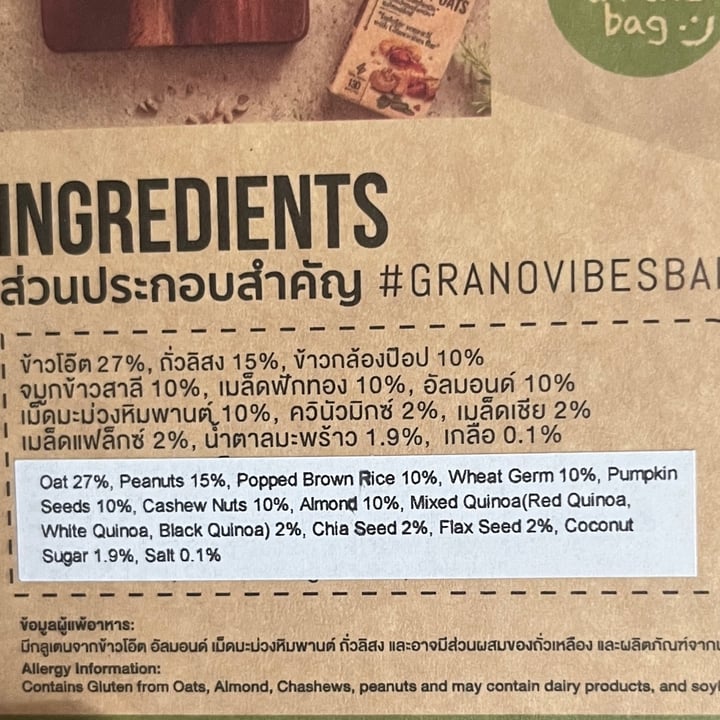 OATS
bag :)
INGREDIENTS
ส่วนประกอบสำคัญ #GRANOVIBESBA
ข้าวโอ๊ต 27%, ถั่วลิสง 15%, ข้าวกล้องป๊อป 10%
จมูกข้าวสาลี 10%, เมล็ดฟักทอง 10%, อัลมอนด์ 10%
เม็ดมะม่วงหิมพานต์ 10%, ควินัวมิกซ์ 2%, เมล็ดเชีย 2%
เมล็ดแฟล็กซ์ 2%, น้ำตาลมะพร้าว 1.9%, เกลือ 0.1%
Oat 27%, Peanuts 15%, Popped Brown Rice 10%, Wheat Germ 10%, Pumpkin
Seeds 10%, Cashew Nuts 10%, Almond 10%, Mixed Quinoa(Red Quinoa,
White Quinoa, Black Quinoa) 2%, Chia Seed 2%, Flax Seed 2%, Coconut
Sugar 1.9%, Salt 0.1%
ข้อมูลผู้แพ้อาหาร:
มีกลูเตนจากข้าวโอ๊ต อัลมอนด์ เม็ดมะม่วงหิมพานต์ ถั่วลิสง และอาจมีส่วนผสมของถั่วเหลือง และผลิตภัณฑ์จาก
Allergy Information:
Contains Gluten from Oats, Almond, Chashews, peanuts and may contain dairy products, and soy